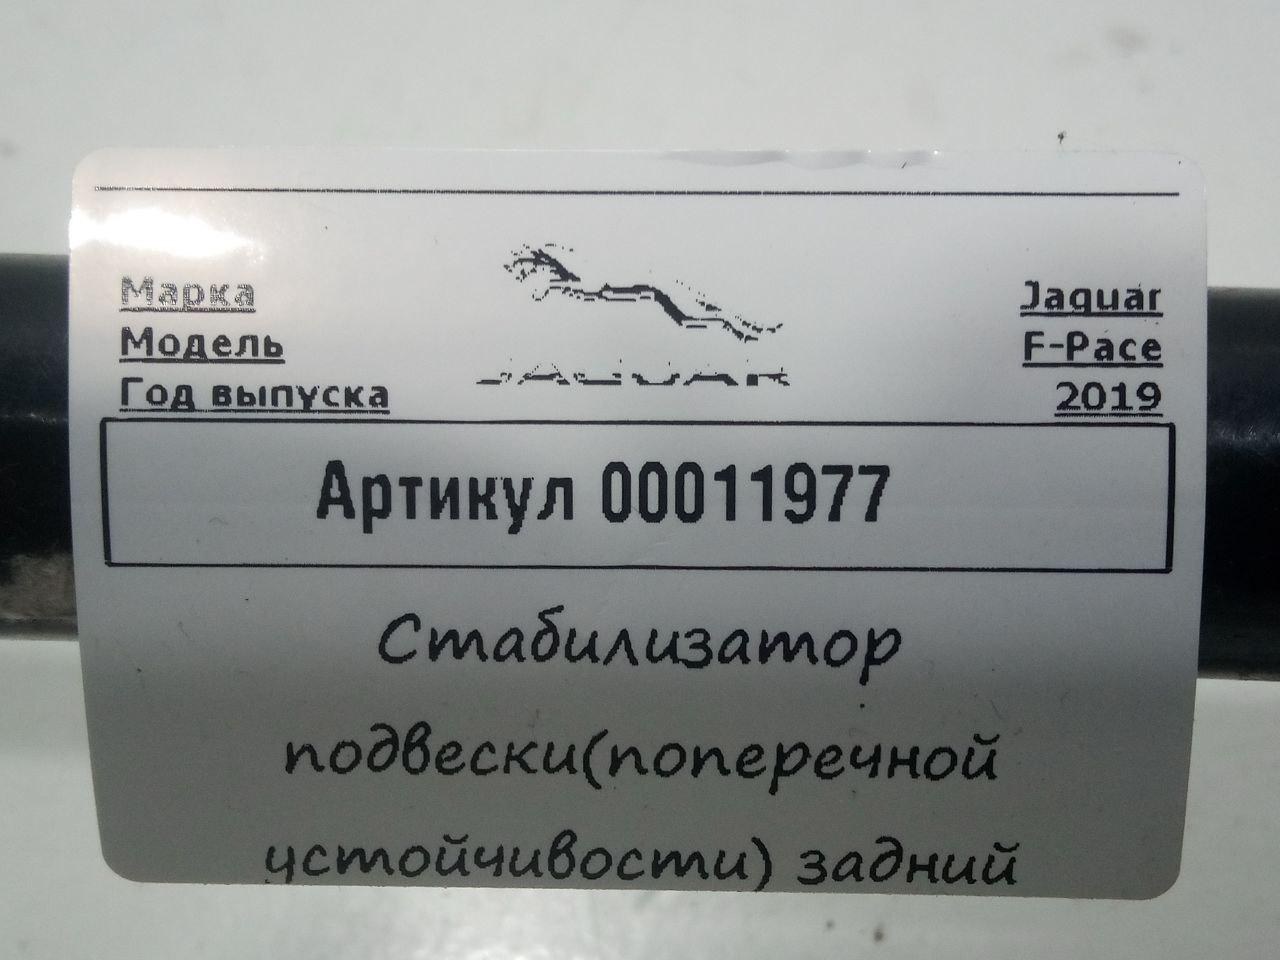 JAGUAR
Марка Jaguar
Модель F-Pace
Год выпуска 2019
Артикул 00011977
Стабилизатор
подвески(поперечной
устойчивости) задний